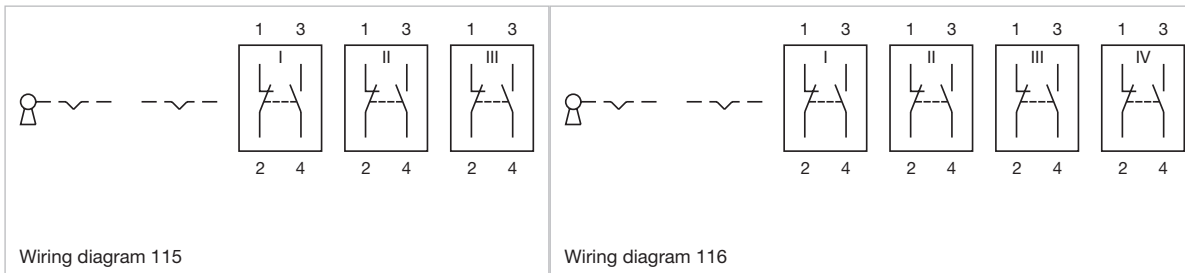 1 3 1 3 1 3
I II III
2 4 2 4 2 4
Wiring diagram 115
1 3 1 3 1 3 1 3
I II III IV
2 4 2 4 2 4 2 4
Wiring diagram 116